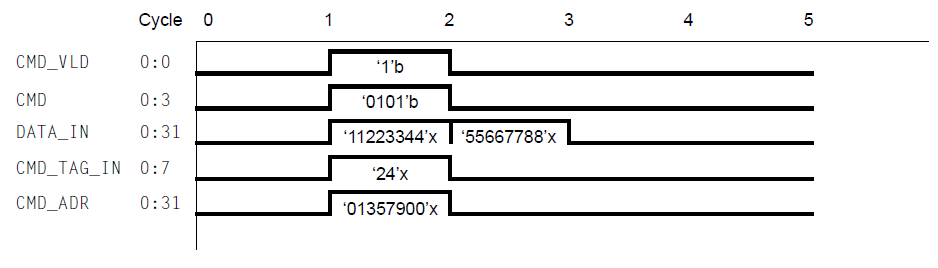 Cycle 0 1 2 3 4 5
CMD_VLD 0:0 ‘1’b
CMD 0:3 ‘0101’b
DATA_IN 0:31 ‘11223344’x ‘55667788’x
CMD_TAG_IN 0:7 ‘24’x
CMD_ADR 0:31 ‘01357900’x